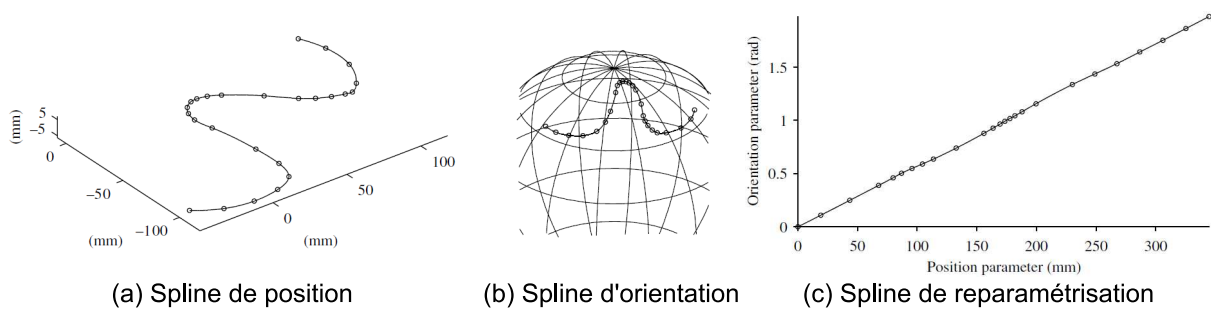 5
−5
(mm)
0
−50
−100
(mm)
0
50
100
(mm)
(a) Spline de position
(b) Spline d'orientation
Orientation parameter (rad)
1.5
1
0.5
0
0
50
100
150
200
250
300
Position parameter (mm)
(c) Spline de reparamétrisation